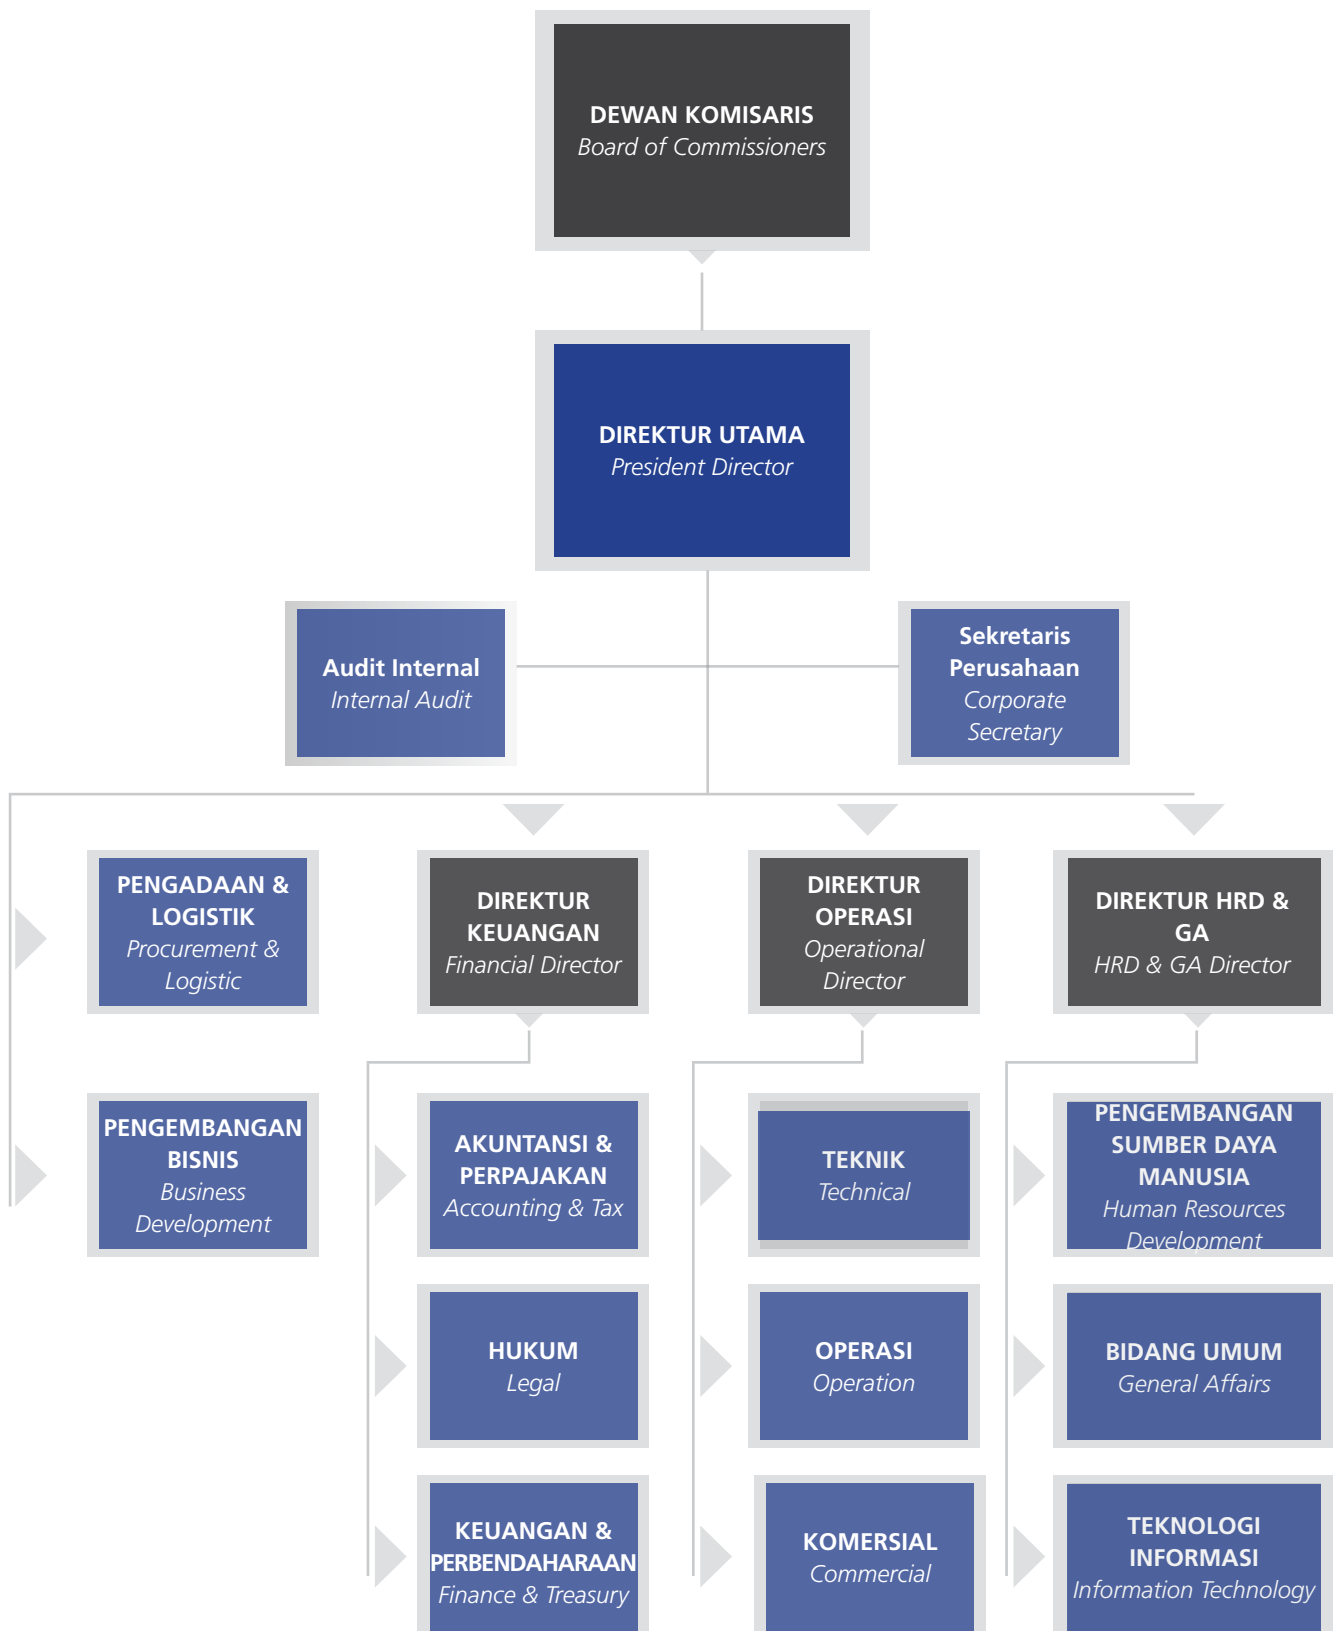 DEWAN KOMISARIS
Board of Commissioners
DIREKTUR UTAMA
President Director
Audit Internal
Internal Audit
Sekretaris
Perusahaan
Corporate
Secretary
PENGADAAN &
LOGISTIK
Procurement &
Logistic
DIREKTUR
KEUANGAN
Financial Director
DIREKTUR
OPERASI
Operational
Director
DIREKTUR HRD &
GA
HRD & GA Director
PENGEMBANGAN
BISNIS
Business
Development
AKUNTANSI &
PERPAJAKAN
Accounting & Tax
TEKNIK
Technical
PENGEMBANGAN
SUMBER DAYA
MANUSIA
Human Resources
Development
HUKUM
Legal
OPERASI
Operation
BIDANG UMUM
General Affairs
KEUANGAN &
PERBENDAHARAAN
Finance & Treasury
KOMERSIAL
Commercial
TEKNOLOGI
INFORMASI
Information Technology